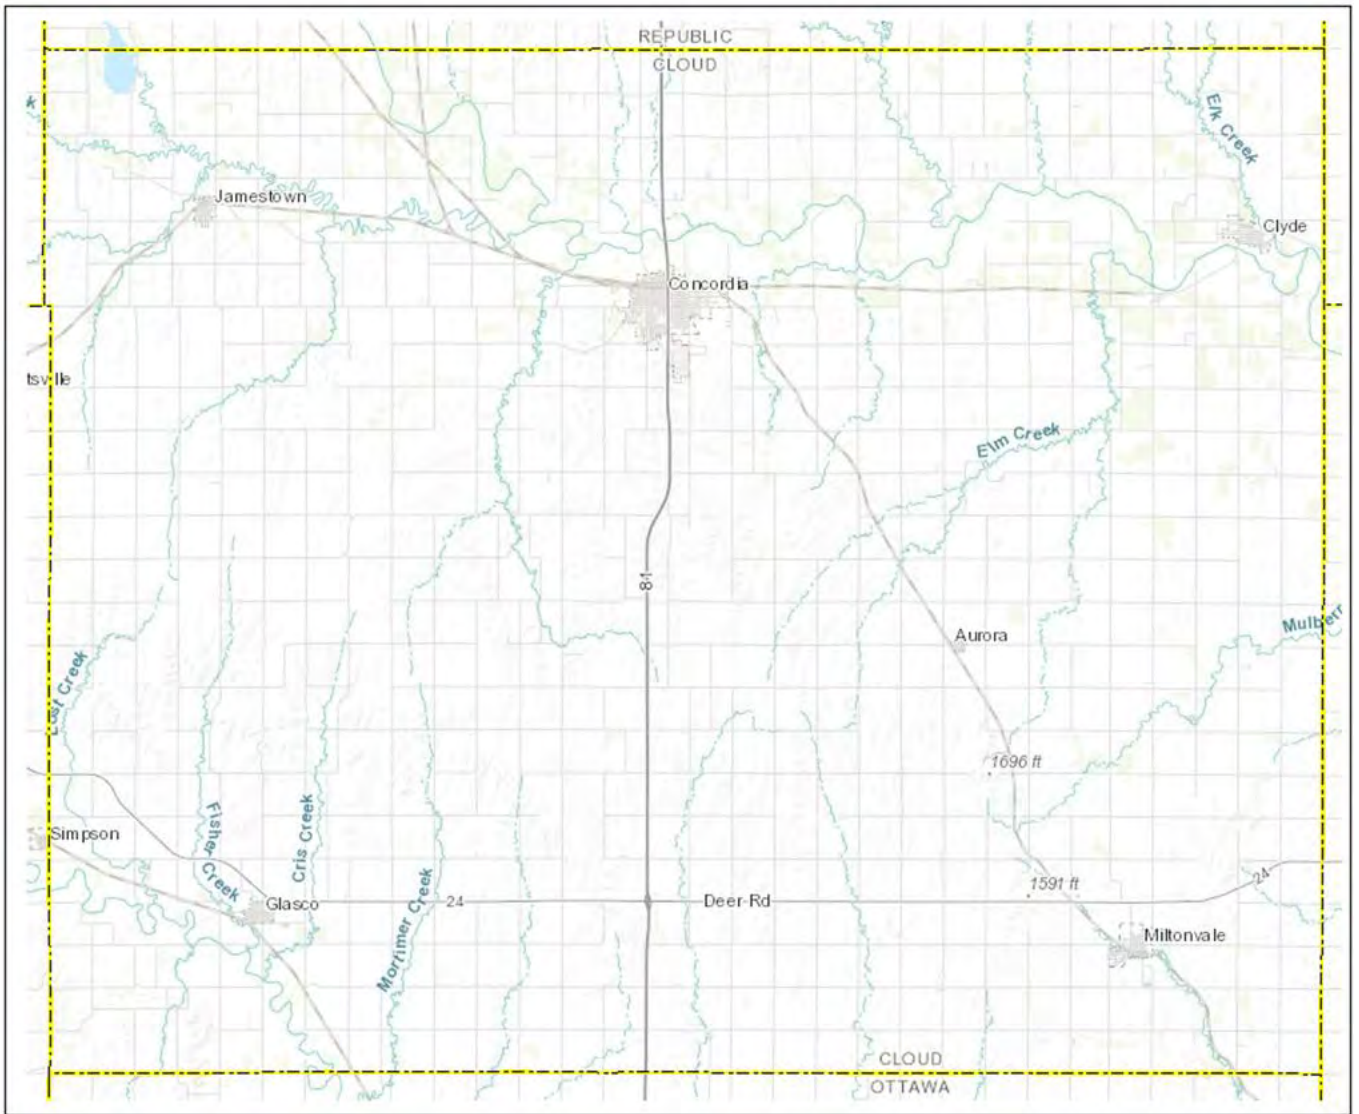 REPUBLIC
CLOUD
k
Elk Creek
Jamestown
Clyde
Concordia
tsville
Elm Creek
81
Aurora
Mulberr
Lost Creek
1696 ft
Simpson
Fisher Creek
Cris Creek
Mortimer Creek
1591 ft
24
Glasco
24
Deer Rd
Miltonvale
CLOUD
OTTAWA